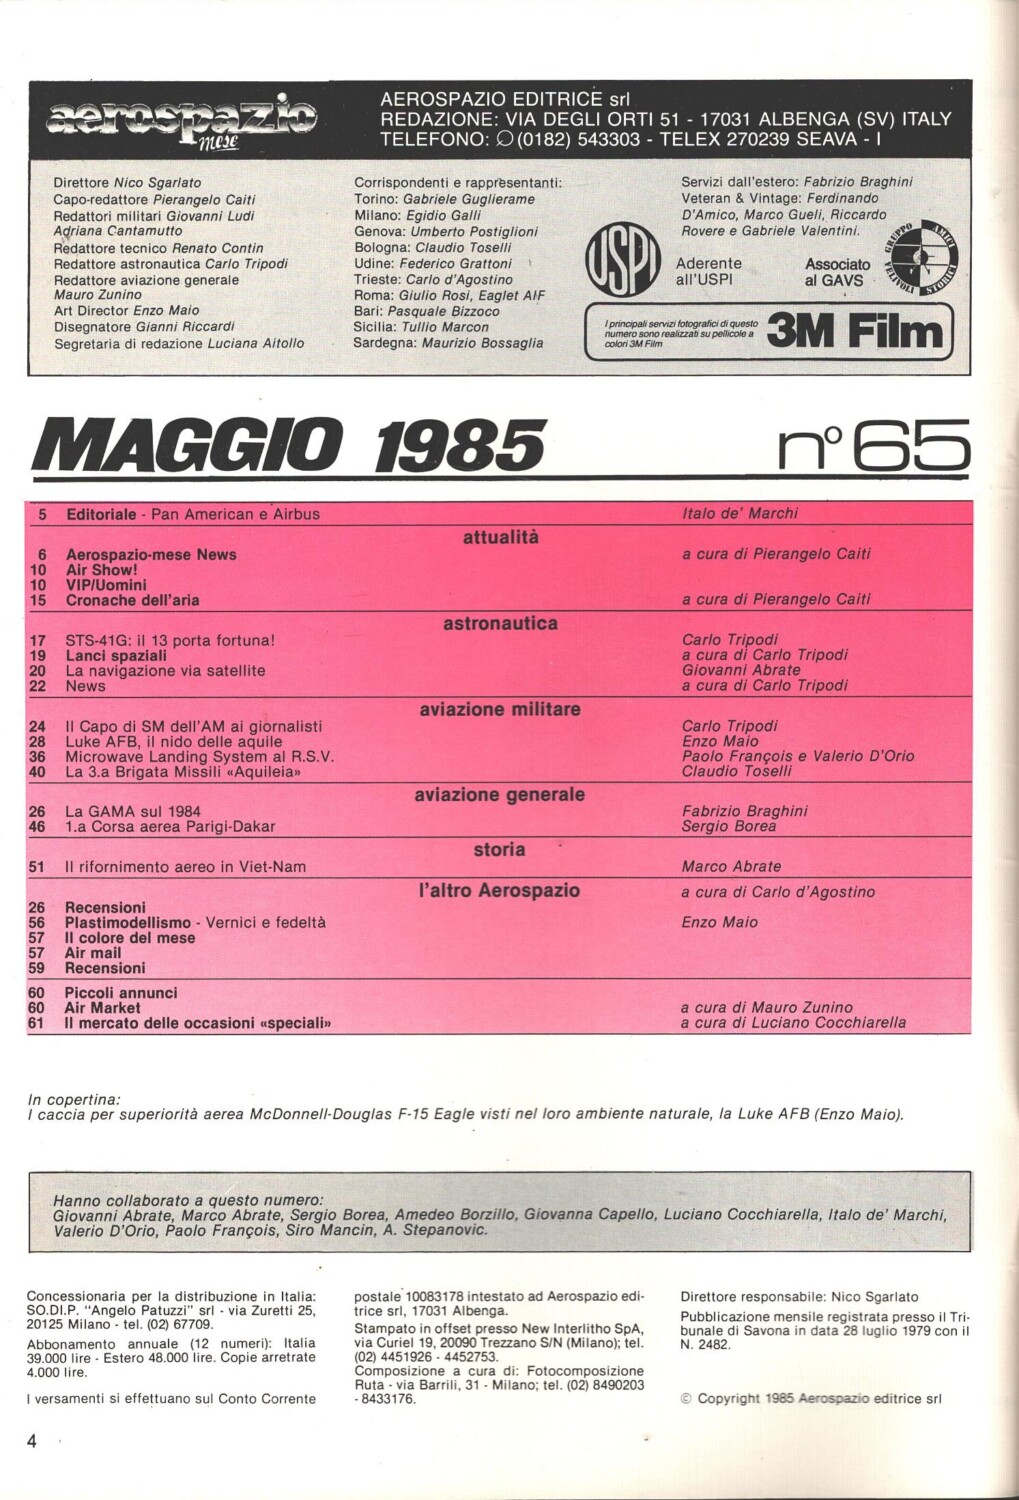 aerospazio
mese
AEROSPAZIO EDITRICE srl
REDAZIONE: VIA DEGLI ORTI 51 - 17031 ALBENGA (SV) ITALY
TELEFONO: (0182) 543303 - TELEX 270239 SEAVA - I
Direttore Nico Sgarlato
Capo-redattore Pierangelo Caiti
Redattori militari Giovanni Ludi
Adriana Cantamutto
Redattore tecnico Renato Contin
Redattore astronautica Carlo Tripodi
Redattore aviazione generale
Mauro Zunino
Art Director Enzo Maio
Disegnatore Gianni Riccardi
Segretaria di redazione Luciana Aitollo
Corrispondenti e rappresentanti:
Torino: Gabriele Guglierame
Milano: Egidio Galli
Genova: Umberto Postiglioni
Bologna: Claudio Toselli
Udine: Federico Grattoni
Trieste: Carlo d'Agostino
Roma: Giulio Rosi, Eaglet AIF
Bari: Pasquale Bizzoco
Sicilia: Tullio Marcon
Sardegna: Maurizio Bossaglia
Servizi dall'estero: Fabrizio Braghini
Veteran & Vintage: Ferdinando
D'Amico, Marco Gueli, Riccardo
Rovere e Gabriele Valentini.
USPI
Aderente
all'USPI
Associato
al GAVS
GRUPPO AMICI VELIVOLI STORICI
I principali servizi fotografici di questo
numero sono realizzati su pellicole a
colori 3M Film
3M Film
MAGGIO 1985
n° 65
5 Editoriale - Pan American e Airbus Italo de' Marchi
attualità
6 Aerospazio-mese News a cura di Pierangelo Caiti
10 Air Show!
10 VIP/Uomini
15 Cronache dell'aria a cura di Pierangelo Caiti
astronautica
17 STS-41G: il 13 porta fortuna! Carlo Tripodi
19 Lanci spaziali a cura di Carlo Tripodi
20 La navigazione via satellite Giovanni Abrate
22 News a cura di Carlo Tripodi
aviazione militare
24 Il Capo di SM dell'AM ai giornalisti Carlo Tripodi
28 Luke AFB, il nido delle aquile Enzo Maio
36 Microwave Landing System al R.S.V. Paolo François e Valerio D'Orio
40 La 3.a Brigata Missili «Aquileia» Claudio Toselli
aviazione generale
26 La GAMA sul 1984 Fabrizio Braghini
46 1.a Corsa aerea Parigi-Dakar Sergio Borea
storia
51 Il rifornimento aereo in Viet-Nam Marco Abrate
l'altro Aerospazio a cura di Carlo d'Agostino
26 Recensioni
56 Plastimodellismo - Vernici e fedeltà Enzo Maio
57 Il colore del mese
57 Air mail
59 Recensioni
60 Piccoli annunci
60 Air Market a cura di Mauro Zunino
61 Il mercato delle occasioni «speciali» a cura di Luciano Cocchiarella
In copertina:
I caccia per superiorità aerea McDonnell-Douglas F-15 Eagle visti nel loro ambiente naturale, la Luke AFB (Enzo Maio).
Hanno collaborato a questo numero:
Giovanni Abrate, Marco Abrate, Sergio Borea, Amedeo Borzillo, Giovanna Capello, Luciano Cocchiarella, Italo de' Marchi,
Valerio D'Orio, Paolo François, Siro Mancin, A. Stepanovic.
Concessionaria per la distribuzione in Italia:
SO.DI.P. "Angelo Patuzzi" srl - via Zuretti 25,
20125 Milano - tel. (02) 67709.
Abbonamento annuale (12 numeri): Italia
39.000 lire - Estero 48.000 lire. Copie arretrate
4.000 lire.
I versamenti si effettuano sul Conto Corrente
postale 10083178 intestato ad Aerospazio edi-
trice srl, 17031 Albenga.
Stampato in offset presso New Interlitho SpA,
via Curiel 19, 20090 Trezzano S/N (Milano); tel.
(02) 4451926 - 4452753.
Composizione a cura di: Fotocomposizione
Ruta - via Barrili, 31 - Milano; tel. (02) 8490203
- 8433176.
Direttore responsabile: Nico Sgarlato
Pubblicazione mensile registrata presso il Tri-
bunale di Savona in data 28 luglio 1979 con il
N. 2482.
© Copyright 1985 Aerospazio editrice srl
4